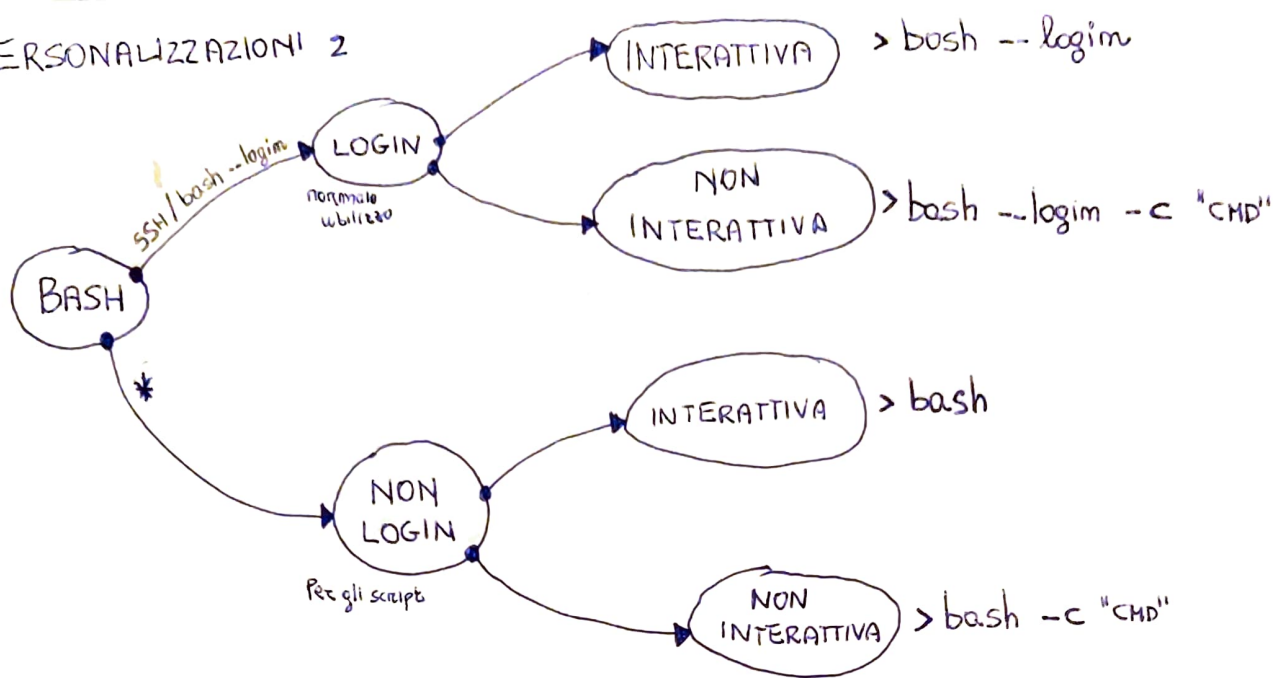 ERSONALIZZAZIONI 2
INTERATTIVA
> bash --login
SSH/bash --login
LOGIN
normale
utilizzo
NON
INTERATTIVA
> bash --login -c "CMD"
BASH
*
INTERATTIVA
> bash
NON
LOGIN
Per gli script
NON
INTERATTIVA
> bash -c "CMD"